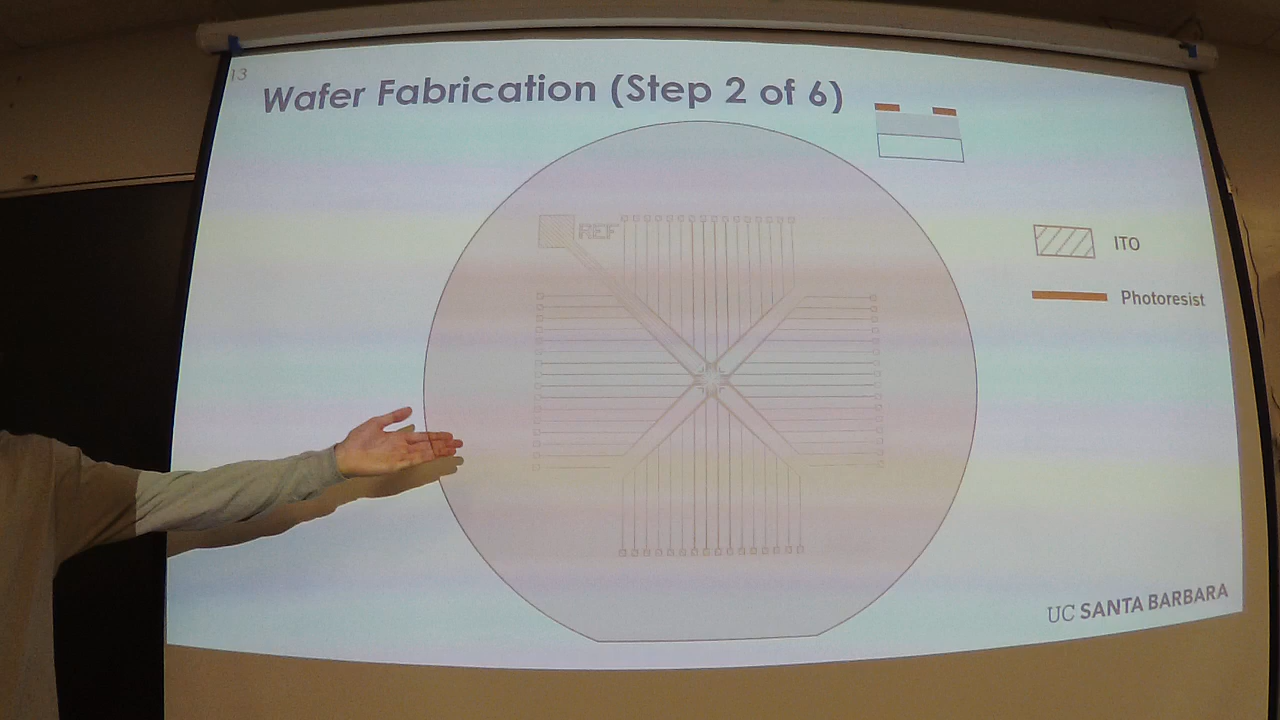 13
Wafer Fabrication (Step 2 of 6)
REF
ITO
Photoresist
UC SANTA BARBARA